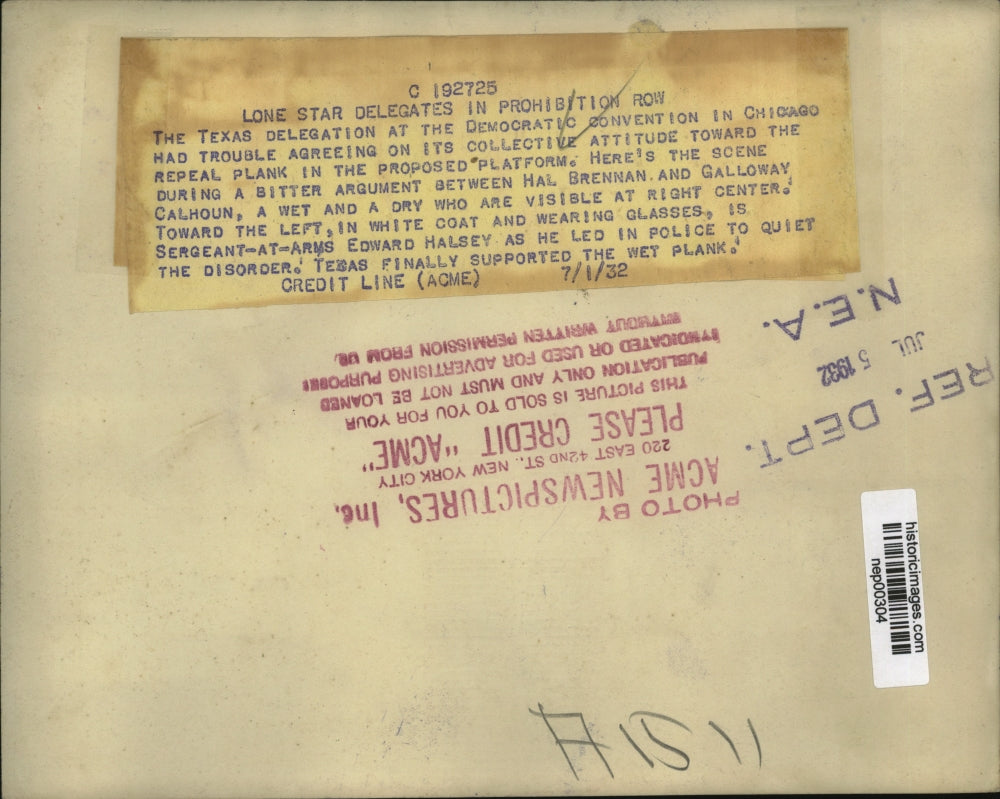 C 192725
LONE STAR DELEGATES IN PROHIBITION ROW
THE TEXAS DELEGATION AT THE DEMOCRATIC CONVENTION IN CHICAGO
HAD TROUBLE AGREEING ON ITS COLLECTIVE ATTITUDE TOWARD THE
REPEAL PLANK IN THE PROPOSED PLATFORM. HERE'S THE SCENE
DURING A BITTER ARGUMENT BETWEEN HAL BRENNAN AND GALLOWAY
CALHOUN, A WET AND A DRY WHO ARE VISIBLE AT RIGHT CENTER.
TOWARD THE LEFT, IN WHITE COAT AND WEARING GLASSES, IS
SERGEANT-AT-ARMS EDWARD HALSEY AS HE LED IN POLICE TO QUIET
THE DISORDER. TEXAS FINALLY SUPPORTED THE WET PLANK.
CREDIT LINE (ACME) 7/1/32
PHOTO BY
ACME NEWSPICTURES, Inc.
220 EAST 42ND ST., NEW YORK CITY
PLEASE CREDIT "ACME"
THIS PICTURE IS SOLD TO YOU FOR YOUR
PUBLICATION ONLY AND MUST NOT BE LOANED
SYNDICATED OR USED FOR ADVERTISING PURPOSES
WITHOUT WRITTEN PERMISSION FROM US.
REF. DEPT.
JUL 5 1932
N.E.A.
historicimages.com
nep00304